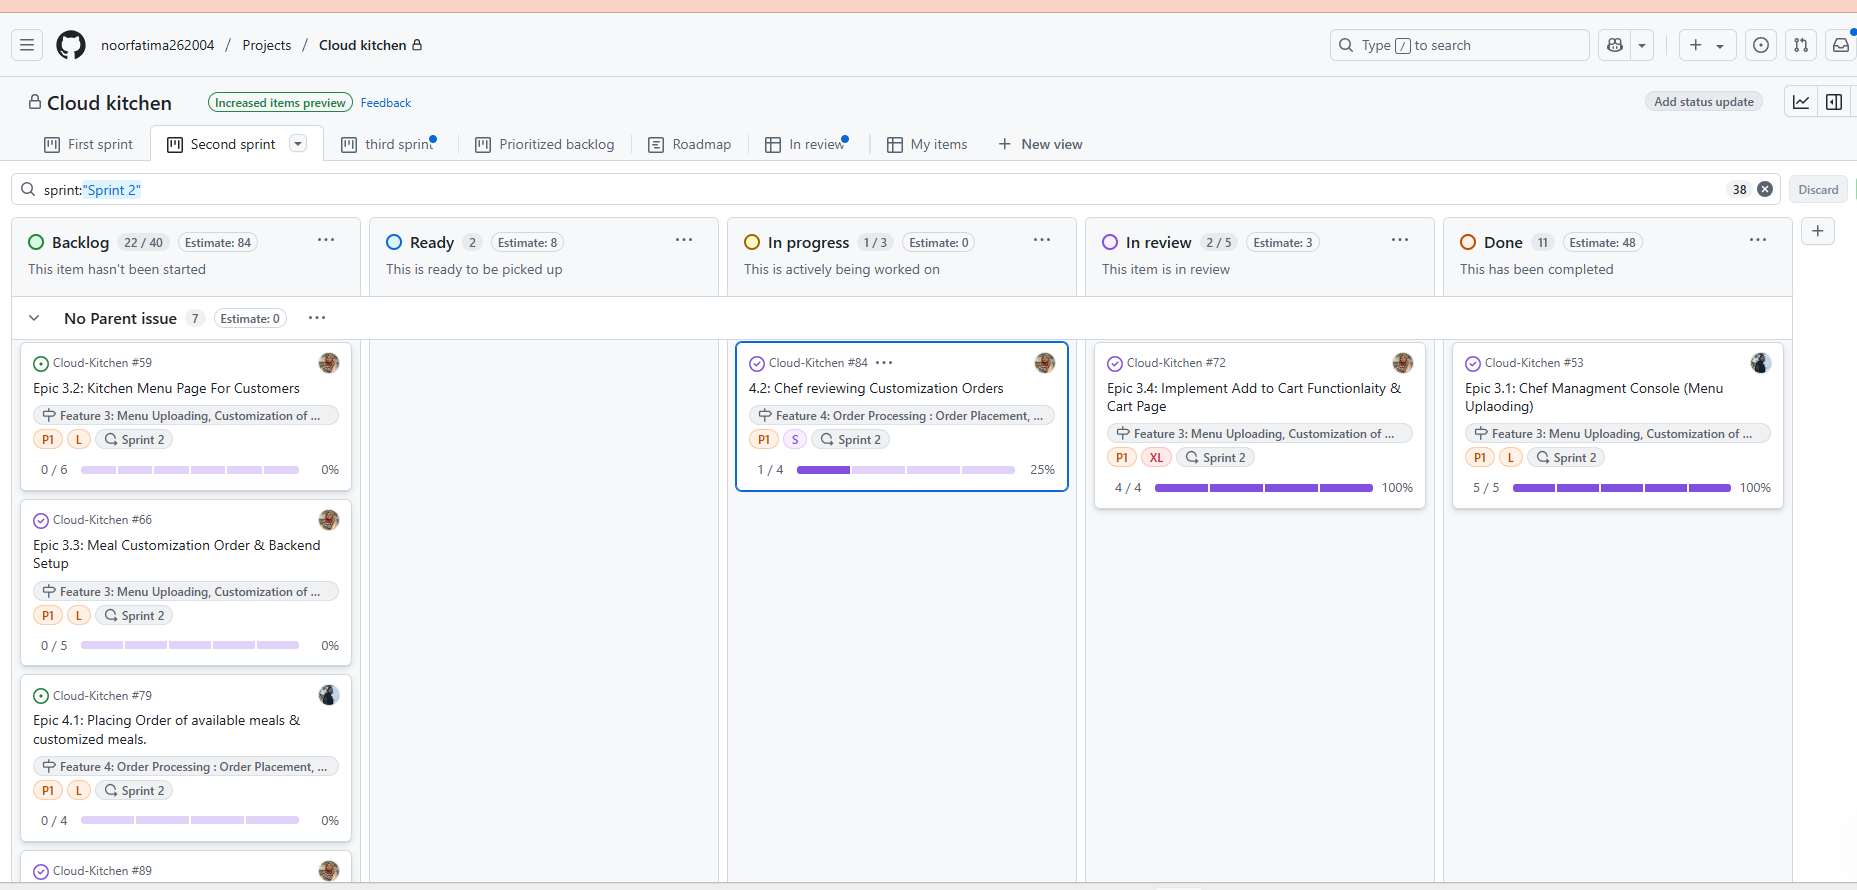 noorfatima262004 / Projects / Cloud kitchen
Type / to search
Cloud kitchen
Increased items preview
Feedback
Add status update
First sprint
Second sprint
third sprint
Prioritized backlog
Roadmap
In review
My items
New view
sprint:"Sprint 2"
38
Discard
Backlog 22 / 40 Estimate: 84
This item hasn't been started
Ready 2 Estimate: 8
This is ready to be picked up
In progress 1 / 3 Estimate: 0
This is actively being worked on
In review 2 / 5 Estimate: 3
This item is in review
Done 11 Estimate: 48
This has been completed
No Parent issue 7 Estimate: 0
Cloud-Kitchen #59
Epic 3.2: Kitchen Menu Page For Customers
Feature 3: Menu Uploading, Customization of ...
P1 L Sprint 2
0 / 6 0%
Cloud-Kitchen #66
Epic 3.3: Meal Customization Order & Backend
Setup
Feature 3: Menu Uploading, Customization of ...
P1 L Sprint 2
0 / 5 0%
Cloud-Kitchen #79
Epic 4.1: Placing Order of available meals &
customized meals.
Feature 4: Order Processing : Order Placement, ...
P1 L Sprint 2
0 / 4 0%
Cloud-Kitchen #89
Cloud-Kitchen #84
4.2: Chef reviewing Customization Orders
Feature 4: Order Processing : Order Placement, ...
P1 S Sprint 2
1 / 4 25%
Cloud-Kitchen #72
Epic 3.4: Implement Add to Cart Functionlaity &
Cart Page
Feature 3: Menu Uploading, Customization of ...
P1 XL Sprint 2
4 / 4 100%
Cloud-Kitchen #53
Epic 3.1: Chef Managment Console (Menu
Uplaoding)
Feature 3: Menu Uploading, Customization of ...
P1 L Sprint 2
5 / 5 100%